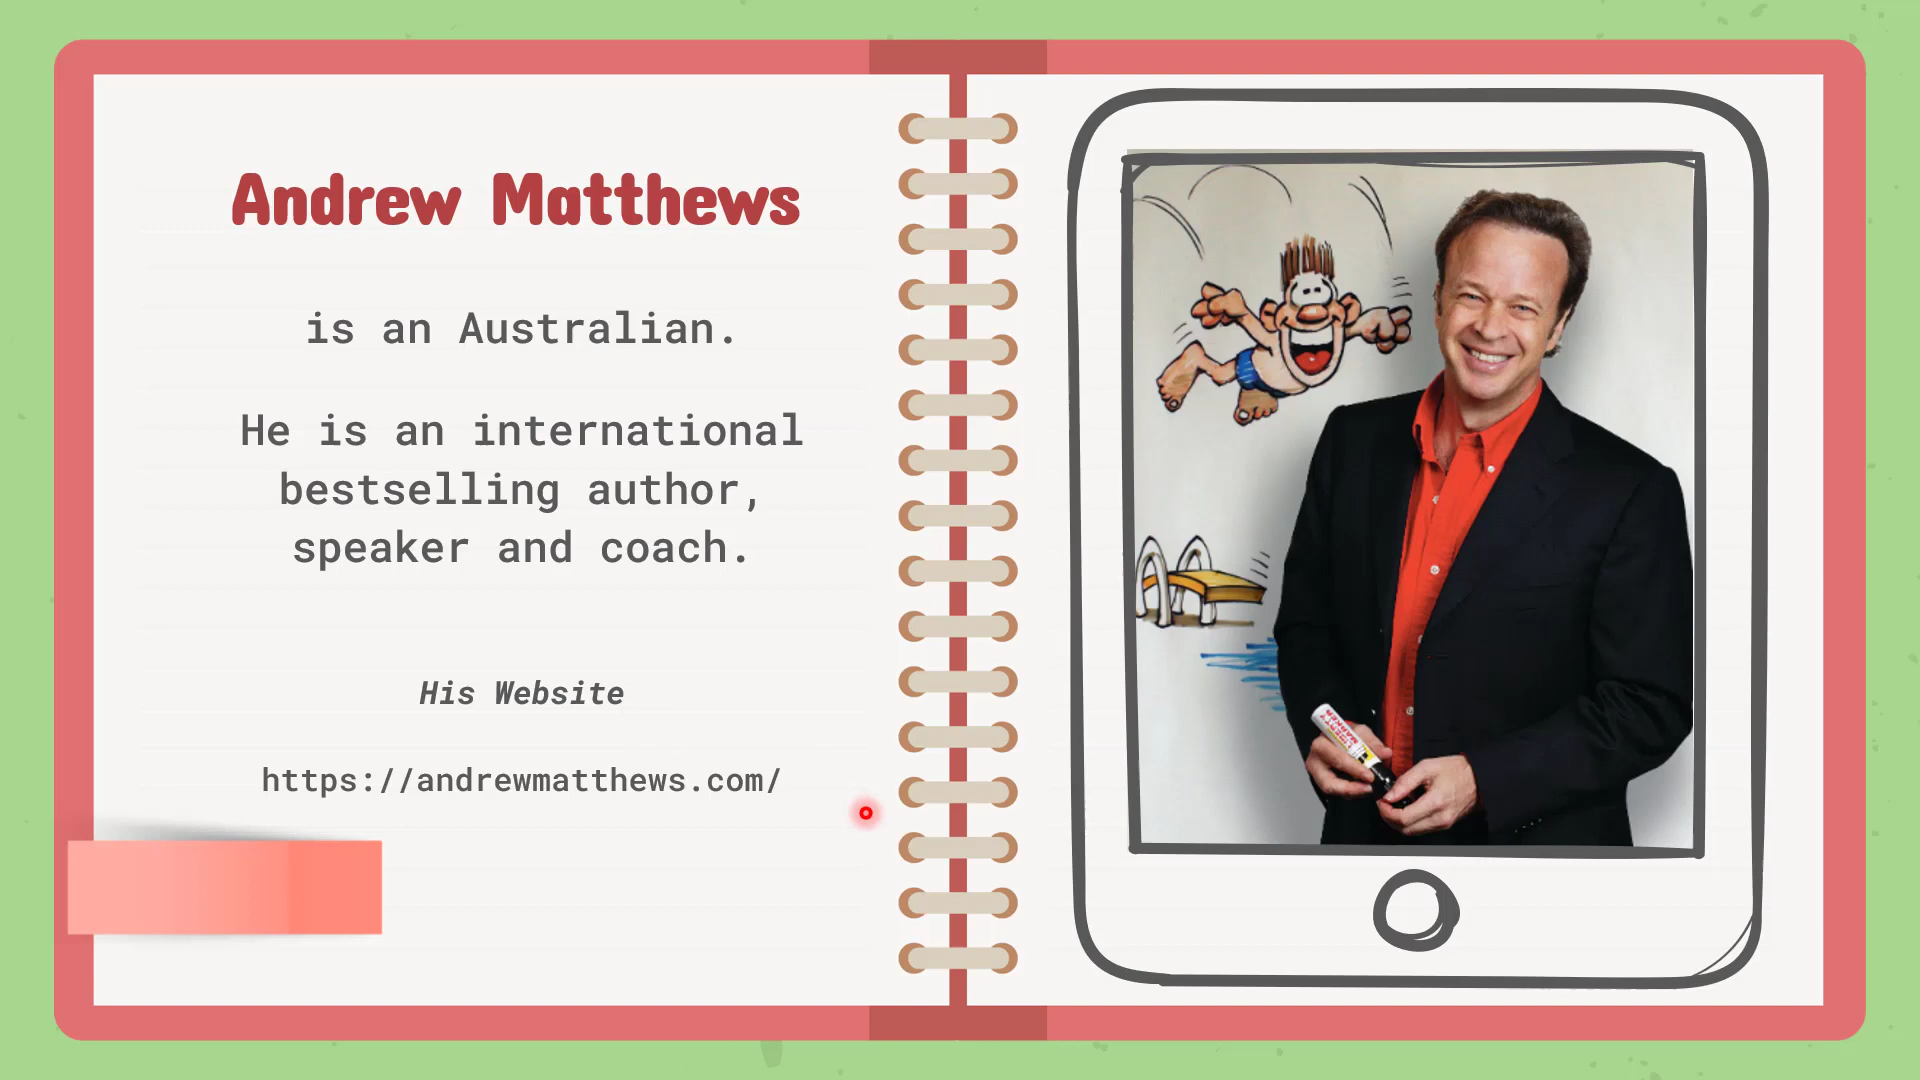 Andrew Matthews
is an Australian.
He is an international
bestselling author,
speaker and coach.
His Website
https://andrewmatthews.com/
MARKER